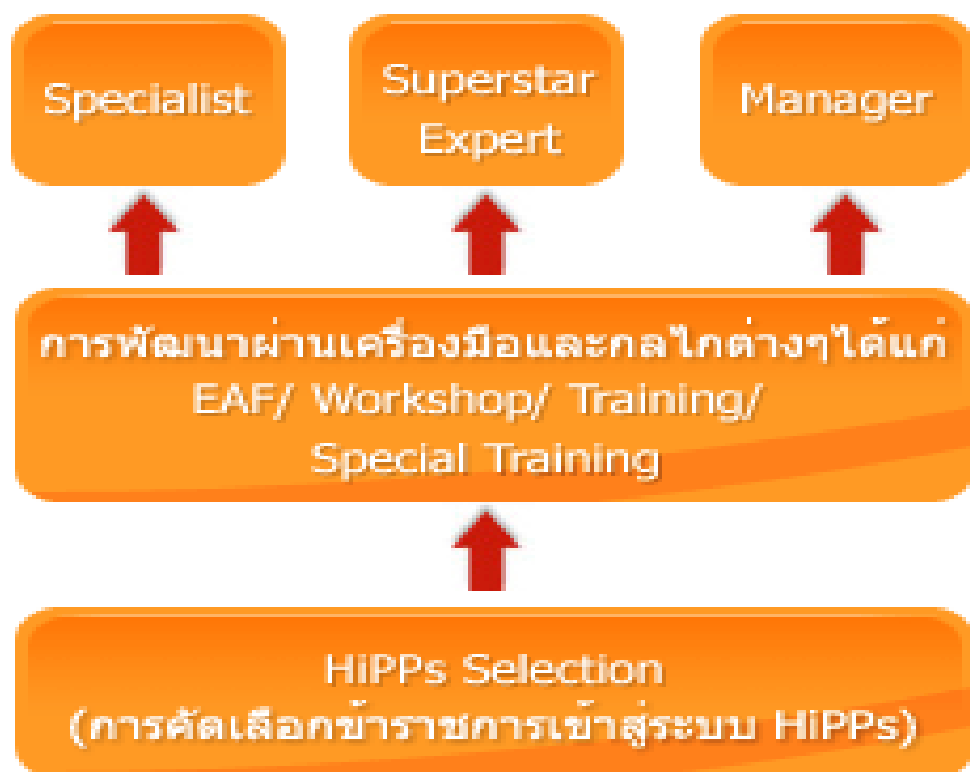 Specialist
Superstar
Expert
Manager
การพัฒนาผ่านเครื่องมือและกลไกต่างๆได้แก่
EAF/ Workshop/ Training/
Special Training
HiPPs Selection
(การคัดเลือกข้าราชการเข้าสู่ระบบ HiPPs)